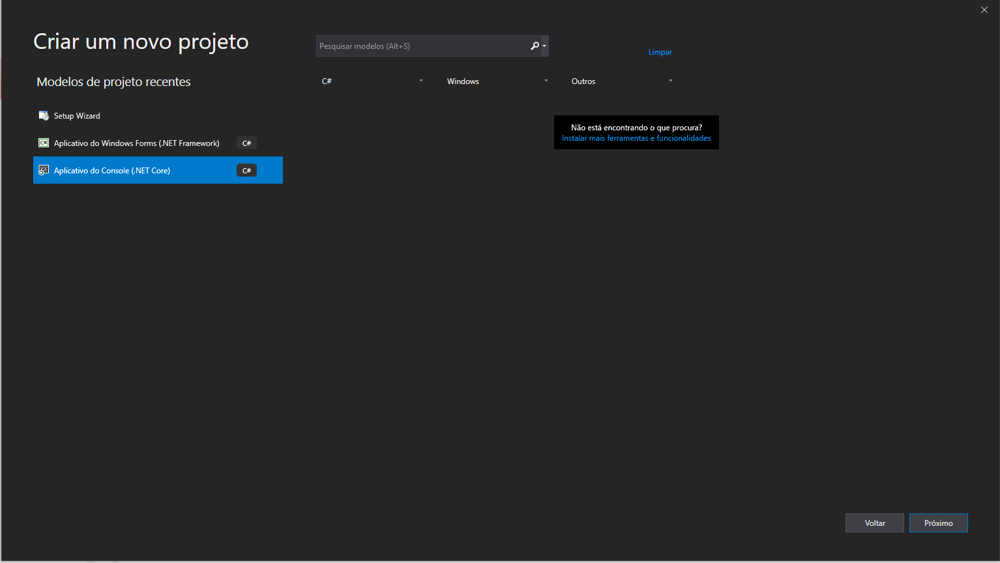 Criar um novo projeto
Pesquisar modelos (Alt+S)
Limpar
Modelos de projeto recentes
C#
Windows
Outros
Setup Wizard
Aplicativo do Windows Forms (.NET Framework)
C#
Aplicativo do Console (.NET Core)
C#
Não está encontrando o que procura?
Instalar mais ferramentas e funcionalidades
Voltar
Próximo